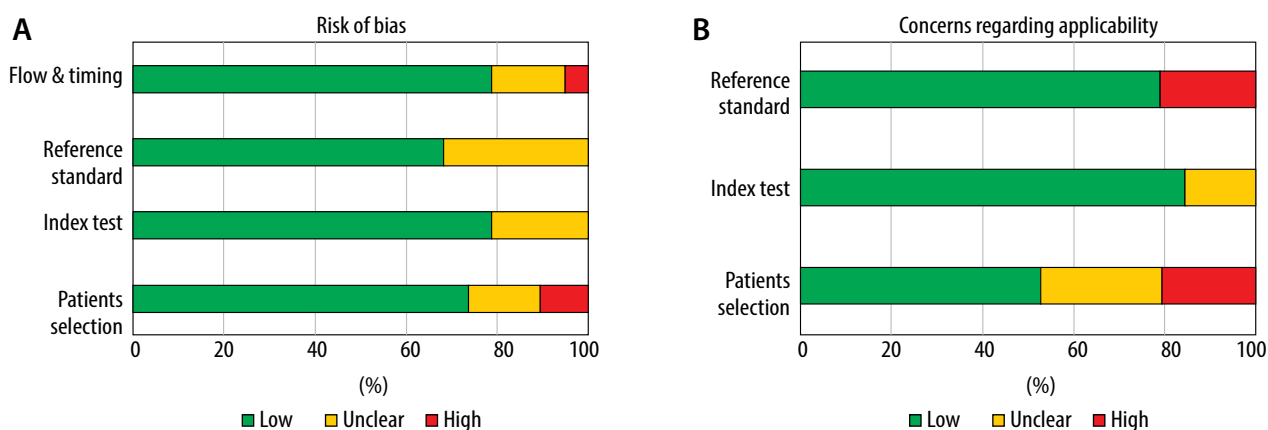 A
Risk of bias
Flow & timing
Reference
standard
Index test
Patients
selection
0 20 40 60 80 100
(%)
Low Unclear High
B
Concerns regarding applicability
Reference
standard
Index test
Patients
selection
0 20 40 60 80 100
(%)
Low Unclear High